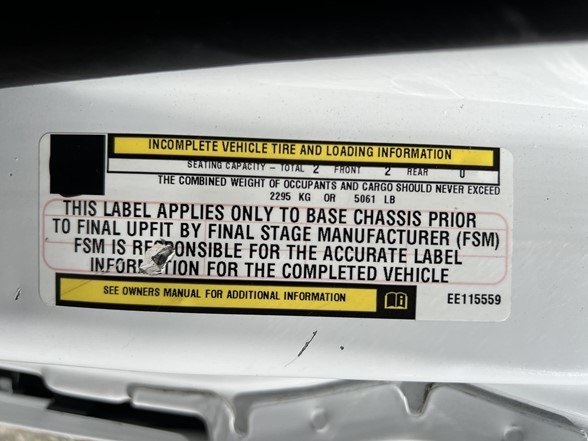 INCOMPLETE VEHICLE TIRE AND LOADING INFORMATION
SEATING CAPACITY - TOTAL 2 FRONT 2 REAR 0
THE COMBINED WEIGHT OF OCCUPANTS AND CARGO SHOULD NEVER EXCEED
2295 KG OR 5061 LB
THIS LABEL APPLIES ONLY TO BASE CHASSIS PRIOR
TO FINAL UPFIT BY FINAL STAGE MANUFACTURER (FSM)
FSM IS RESPONSIBLE FOR THE ACCURATE LABEL
INFORMATION FOR THE COMPLETED VEHICLE
SEE OWNERS MANUAL FOR ADDITIONAL INFORMATION
EE115559